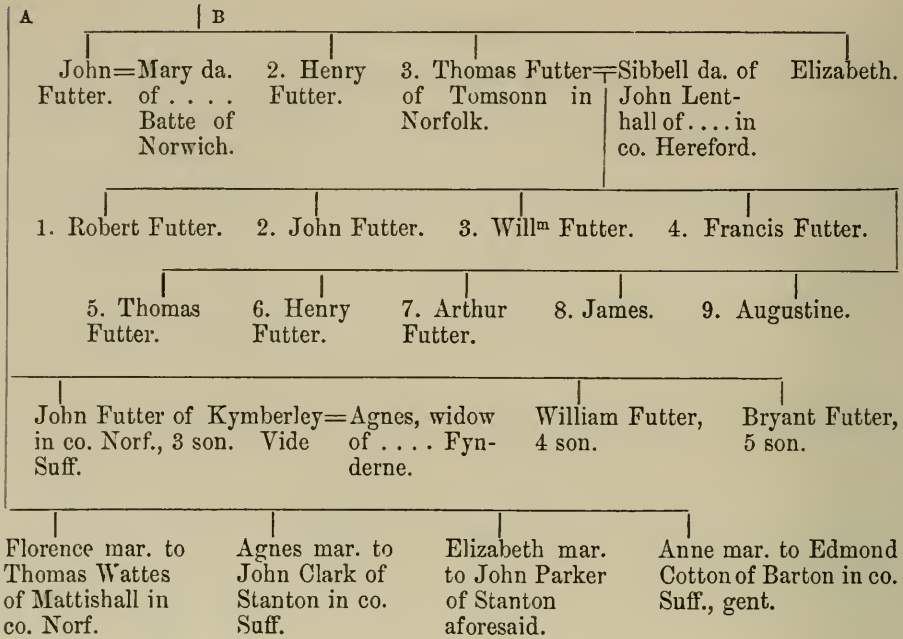 A B
John=Mary da. 2. Henry 3. Thomas Futter=Sibbell da. of Elizabeth.
Futter. of . . . . Futter. of Tomsonn in John Lent-
Batte of Norfolk. hall of . . . . in
Norwich. co. Hereford.
1. Robert Futter. 2. John Futter. 3. Willᵐ Futter. 4. Francis Futter.
5. Thomas 6. Henry 7. Arthur 8. James. 9. Augustine.
Futter. Futter. Futter.
John Futter of Kymberley=Agnes, widow William Futter, Bryant Futter,
in co. Norf., 3 son. Vide of . . . . Fyn- 4 son. 5 son.
Suff. derne.
Florence mar. to Agnes mar. to Elizabeth mar. Anne mar. to Edmond
Thomas Wattes John Clark of to John Parker Cotton of Barton in co.
of Mattishall in Stanton in co. of Stanton Suff., gent.
co. Norf. Suff. aforesaid.